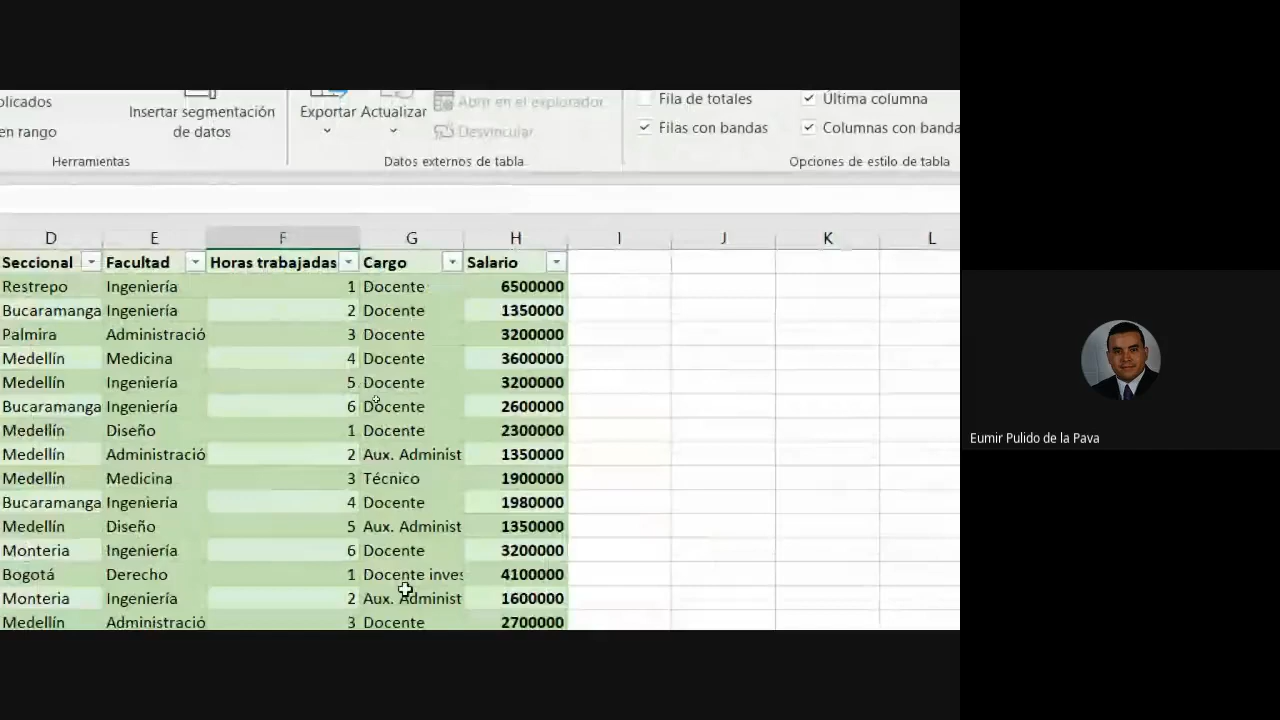 plicados
en rango
Insertar segmentación
de datos
Herramientas
Exportar Actualizar
Abrir en el explorador
Desvincular
Datos externos de tabla
Fila de totales
Filas con bandas
Última columna
Columnas con banda
Opciones de estilo de tabla
D E F G H I J K L
Seccional Facultad Horas trabajadas Cargo Salario
Restrepo Ingeniería 1 Docente 6500000
Bucaramanga Ingeniería 2 Docente 1350000
Palmira Administració 3 Docente 3200000
Medellín Medicina 4 Docente 3600000
Medellín Ingeniería 5 Docente 3200000
Bucaramanga Ingeniería 6 Docente 2600000
Medellín Diseño 1 Docente 2300000
Medellín Administració 2 Aux. Administ 1350000
Medellín Medicina 3 Técnico 1900000
Bucaramanga Ingeniería 4 Docente 1980000
Medellín Diseño 5 Aux. Administ 1350000
Monteria Ingeniería 6 Docente 3200000
Bogotá Derecho 1 Docente inves 4100000
Monteria Ingeniería 2 Aux. Administ 1600000
Medellín Administració 3 Docente 2700000
Eumir Pulido de la Pava